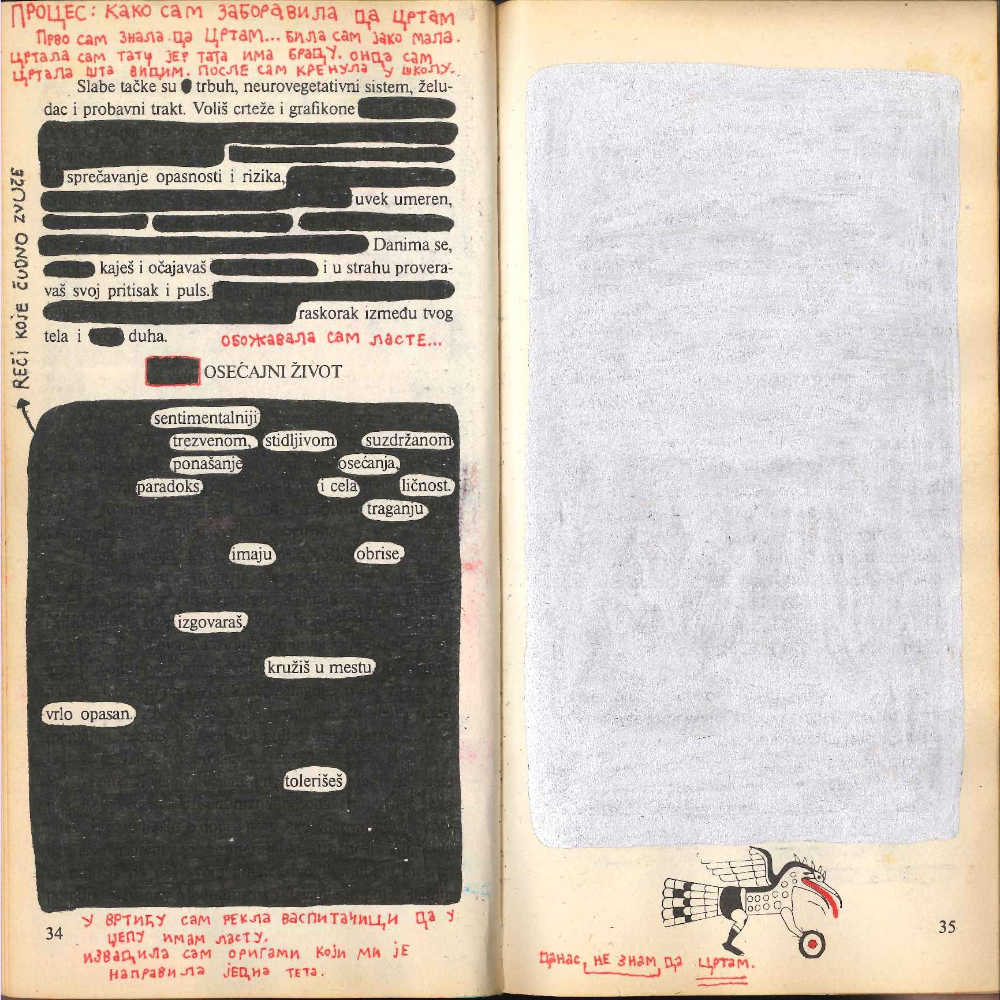 ПРОЦЕС: КАКО САМ ЗАБОРАВИЛА ДА ЦРТАМ
ПРВО САМ ЗНАЛА ДА ЦРТАМ... БИЛА САМ ЈАКО МАЛА.
ЦРТАЛА САМ ТАТУ ЈЕР ТАТА ИМА БРАДУ. ОНДА САМ
ЦРТАЛА ШТА ВИДИМ. ПОСЛЕ САМ КРЕНУЛА У ШКОЛУ.
Slabe tačke su trbuh, neurovegetativni sistem, želu-
dac i probavni trakt. Voliš crteže i grafikone
sprečavanje opasnosti i rizika,
uvek umeren,
Danima se,
kaješ i očajavaš i u strahu provera-
vaš svoj pritisak i puls.
raskorak između tvog
tela i duha.
ОБОЖАВАЛА САМ ЛАСТЕ...
REČI KOJE ČUDNO ZVUČE
OSEĆAJNI ŽIVOT
sentimentalniji
trezvenom, stidljivom suzdržanom
ponašanje osećanja,
paradoks i cela ličnost.
traganju
imaju obrise,
izgovaraš,
kružiš u mestu
vrlo opasan.
tolerišeš
У ВРТИЋУ САМ РЕКЛА ВАСПИТАЧИЦИ ДА У
ЏЕПУ ИМАМ ЛАСТУ.
ИЗВАДИЛА САМ ОРИГАМИ КОЈИ МИ ЈЕ
НАПРАВИЛА ЈЕДНА ТЕТА.
34
ДАНАС, НЕ ЗНАМ ДА ЦРТАМ.
35